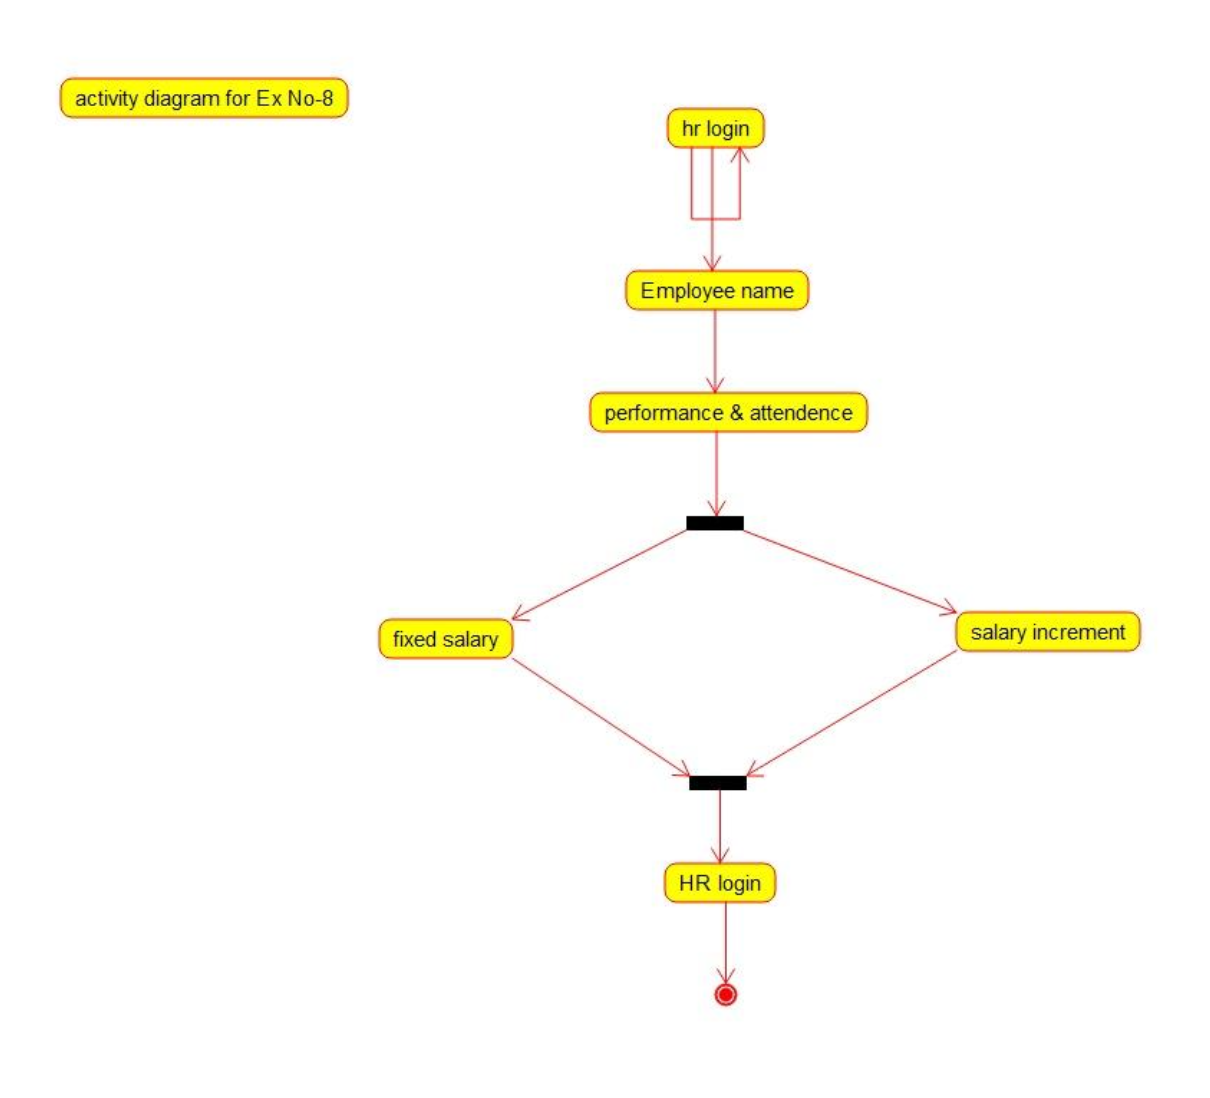 activity diagram for Ex No-8
hr login
Employee name
performance & attendence
fixed salary
salary increment
HR login